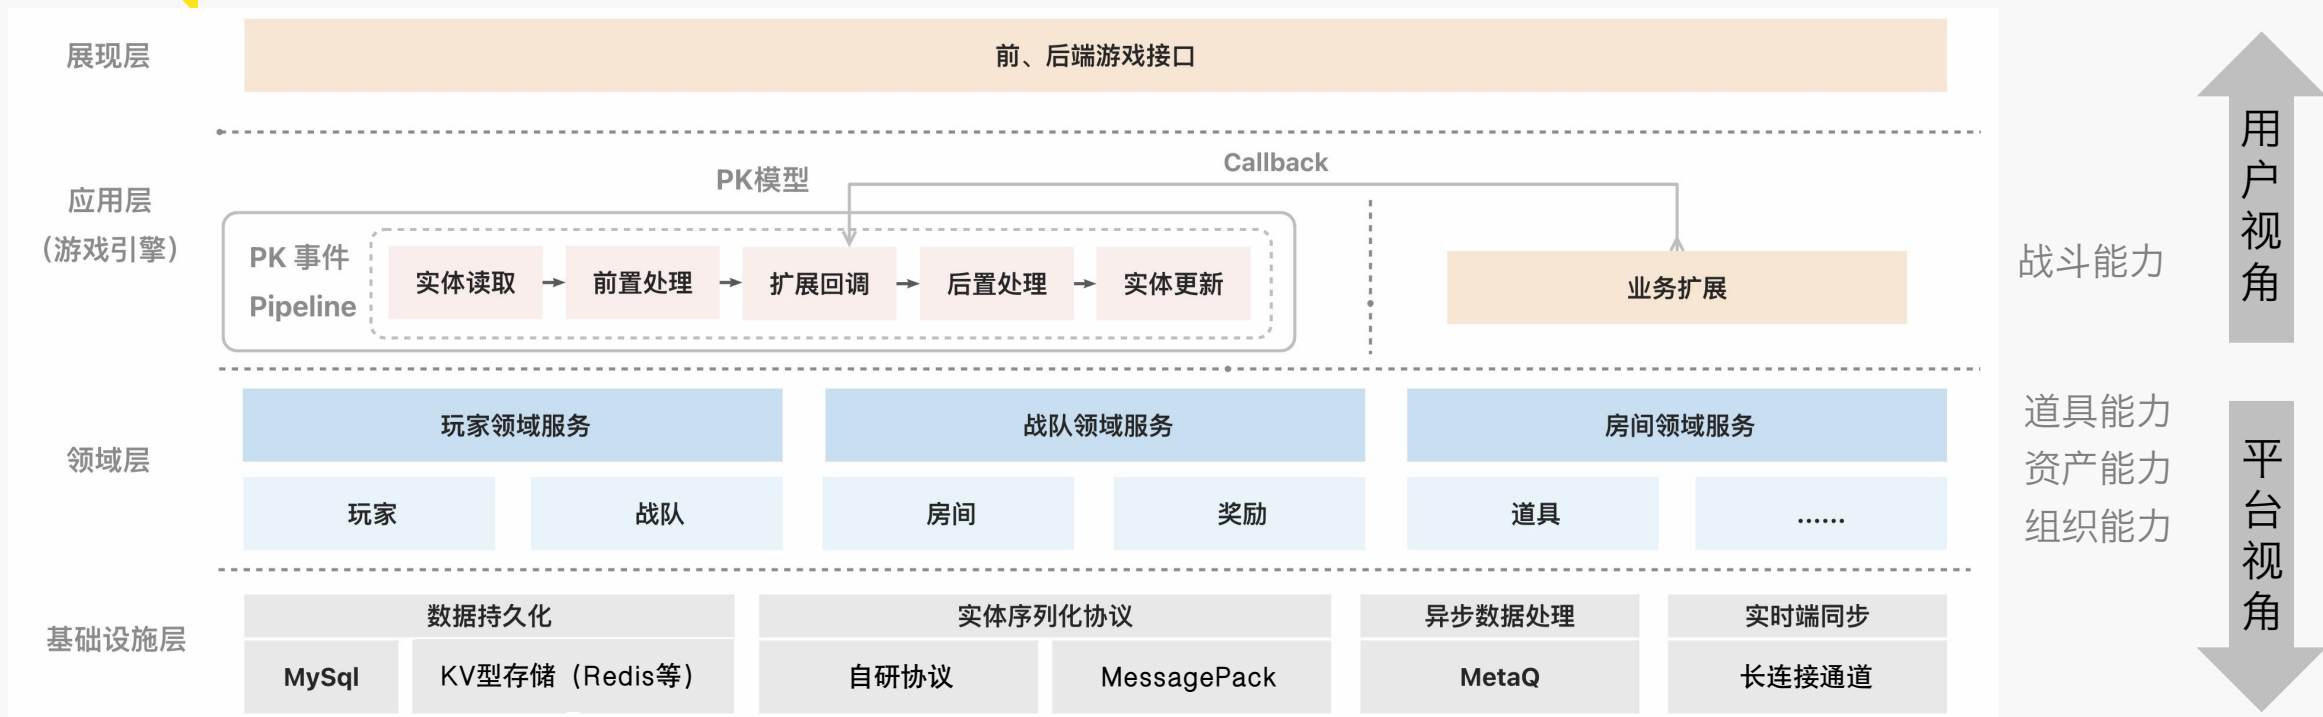 展现层
前、后端游戏接口
Callback
PK模型
应用层
（游戏引擎）
PK 事件
Pipeline
实体读取
前置处理
扩展回调
后置处理
实体更新
业务扩展
战斗能力
用户视角
领域层
玩家领域服务
战队领域服务
房间领域服务
玩家
战队
房间
奖励
道具
......
道具能力
资产能力
组织能力
平台视角
基础设施层
数据持久化
实体序列化协议
异步数据处理
实时端同步
MySql
KV型存储（Redis等）
自研协议
MessagePack
MetaQ
长连接通道